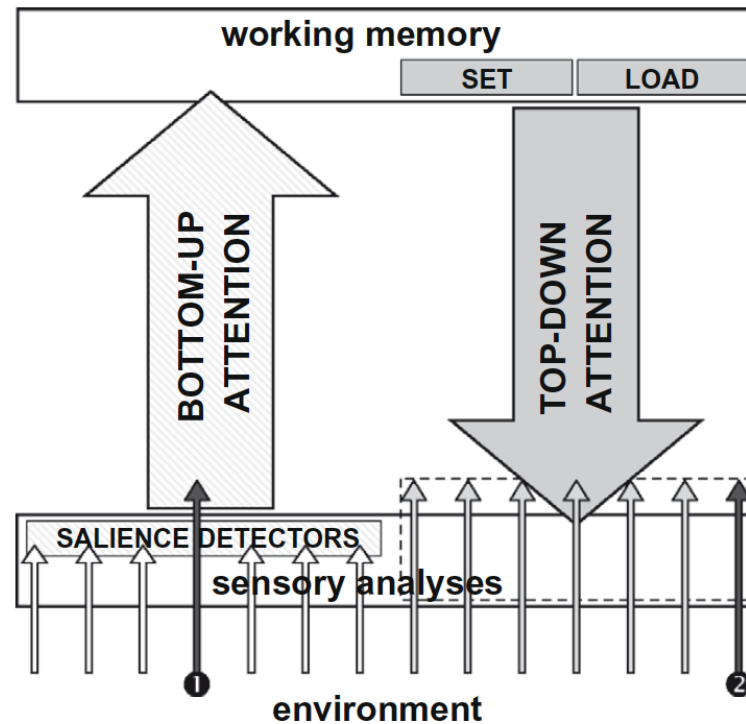 working memory
SET
LOAD
BOTTOM-UP
ATTENTION
TOP-DOWN
ATTENTION
SALIENCE DETECTORS
sensory analyses
1
2
environment